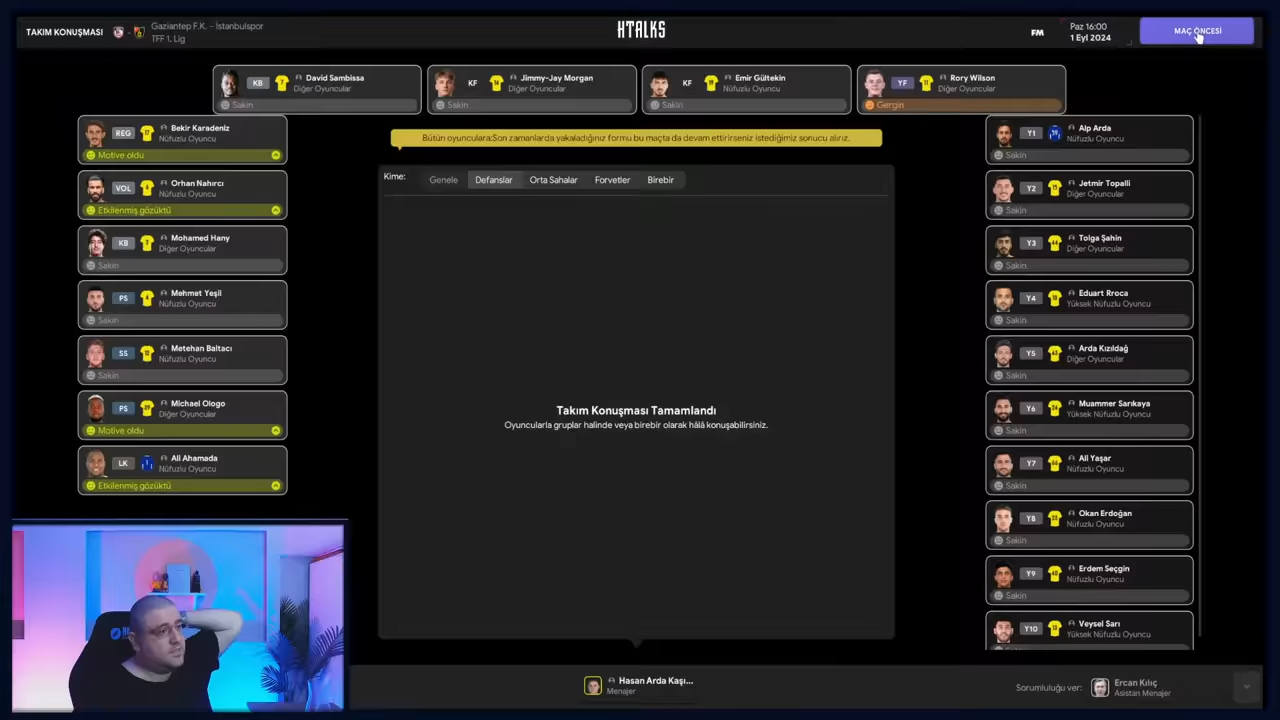 TAKIM KONUŞMASI
Gaziantep F.K. - İstanbulspor
TFF 1. Lig
HTALKS
FM
Paz 16:00
1 Eyl 2024
MAÇ ÖNCESİ
KB
7
David Sambissa
Diğer Oyuncular
Sakin
KF
14
Jimmy-Jay Morgan
Diğer Oyuncular
Sakin
KF
Emir Gültekin
Nüfuzlu Oyuncu
Sakin
YF
11
Rory Wilson
Diğer Oyuncular
Gergin
Bütün oyunculara:Son zamanlarda yakaladığınız formu bu maçta da devam ettirirseniz istediğimiz sonucu alırız.
Kime:
Genele
Defanslar
Orta Sahalar
Forvetler
Birebir
REG
Bekir Karadeniz
Nüfuzlu Oyuncu
Motive oldu
VOL
Orhan Nahırcı
Nüfuzlu Oyuncu
Etkilenmiş gözüktü
KB
Mohamed Hany
Diğer Oyuncular
Sakin
PS
Mehmet Yeşil
Nüfuzlu Oyuncu
Sakin
SS
Metehan Baltacı
Nüfuzlu Oyuncu
Sakin
PS
Michael Ologo
Diğer Oyuncular
Motive oldu
LK
1
Ali Ahamada
Nüfuzlu Oyuncu
Etkilenmiş gözüktü
Takım Konuşması Tamamlandı
Oyuncularla gruplar halinde veya birebir olarak hâlâ konuşabilirsiniz.
Y1
Alp Arda
Nüfuzlu Oyuncu
Sakin
Y2
Jetmir Topalli
Diğer Oyuncular
Sakin
Y3
Tolga Şahin
Diğer Oyuncular
Sakin
Y4
Eduart Rroca
Yüksek Nüfuzlu Oyuncu
Sakin
Y5
Arda Kızıldağ
Diğer Oyuncular
Sakin
Y6
Muammer Sarıkaya
Yüksek Nüfuzlu Oyuncu
Sakin
Y7
Ali Yaşar
Nüfuzlu Oyuncu
Sakin
Y8
Okan Erdoğan
Nüfuzlu Oyuncu
Sakin
Y9
Erdem Seçgin
Nüfuzlu Oyuncu
Sakin
Y10
Veysel Sarı
Yüksek Nüfuzlu Oyuncu
Hasan Arda Kaşı...
Menajer
Sorumluluğu ver:
Ercan Kılıç
Asistan Menajer